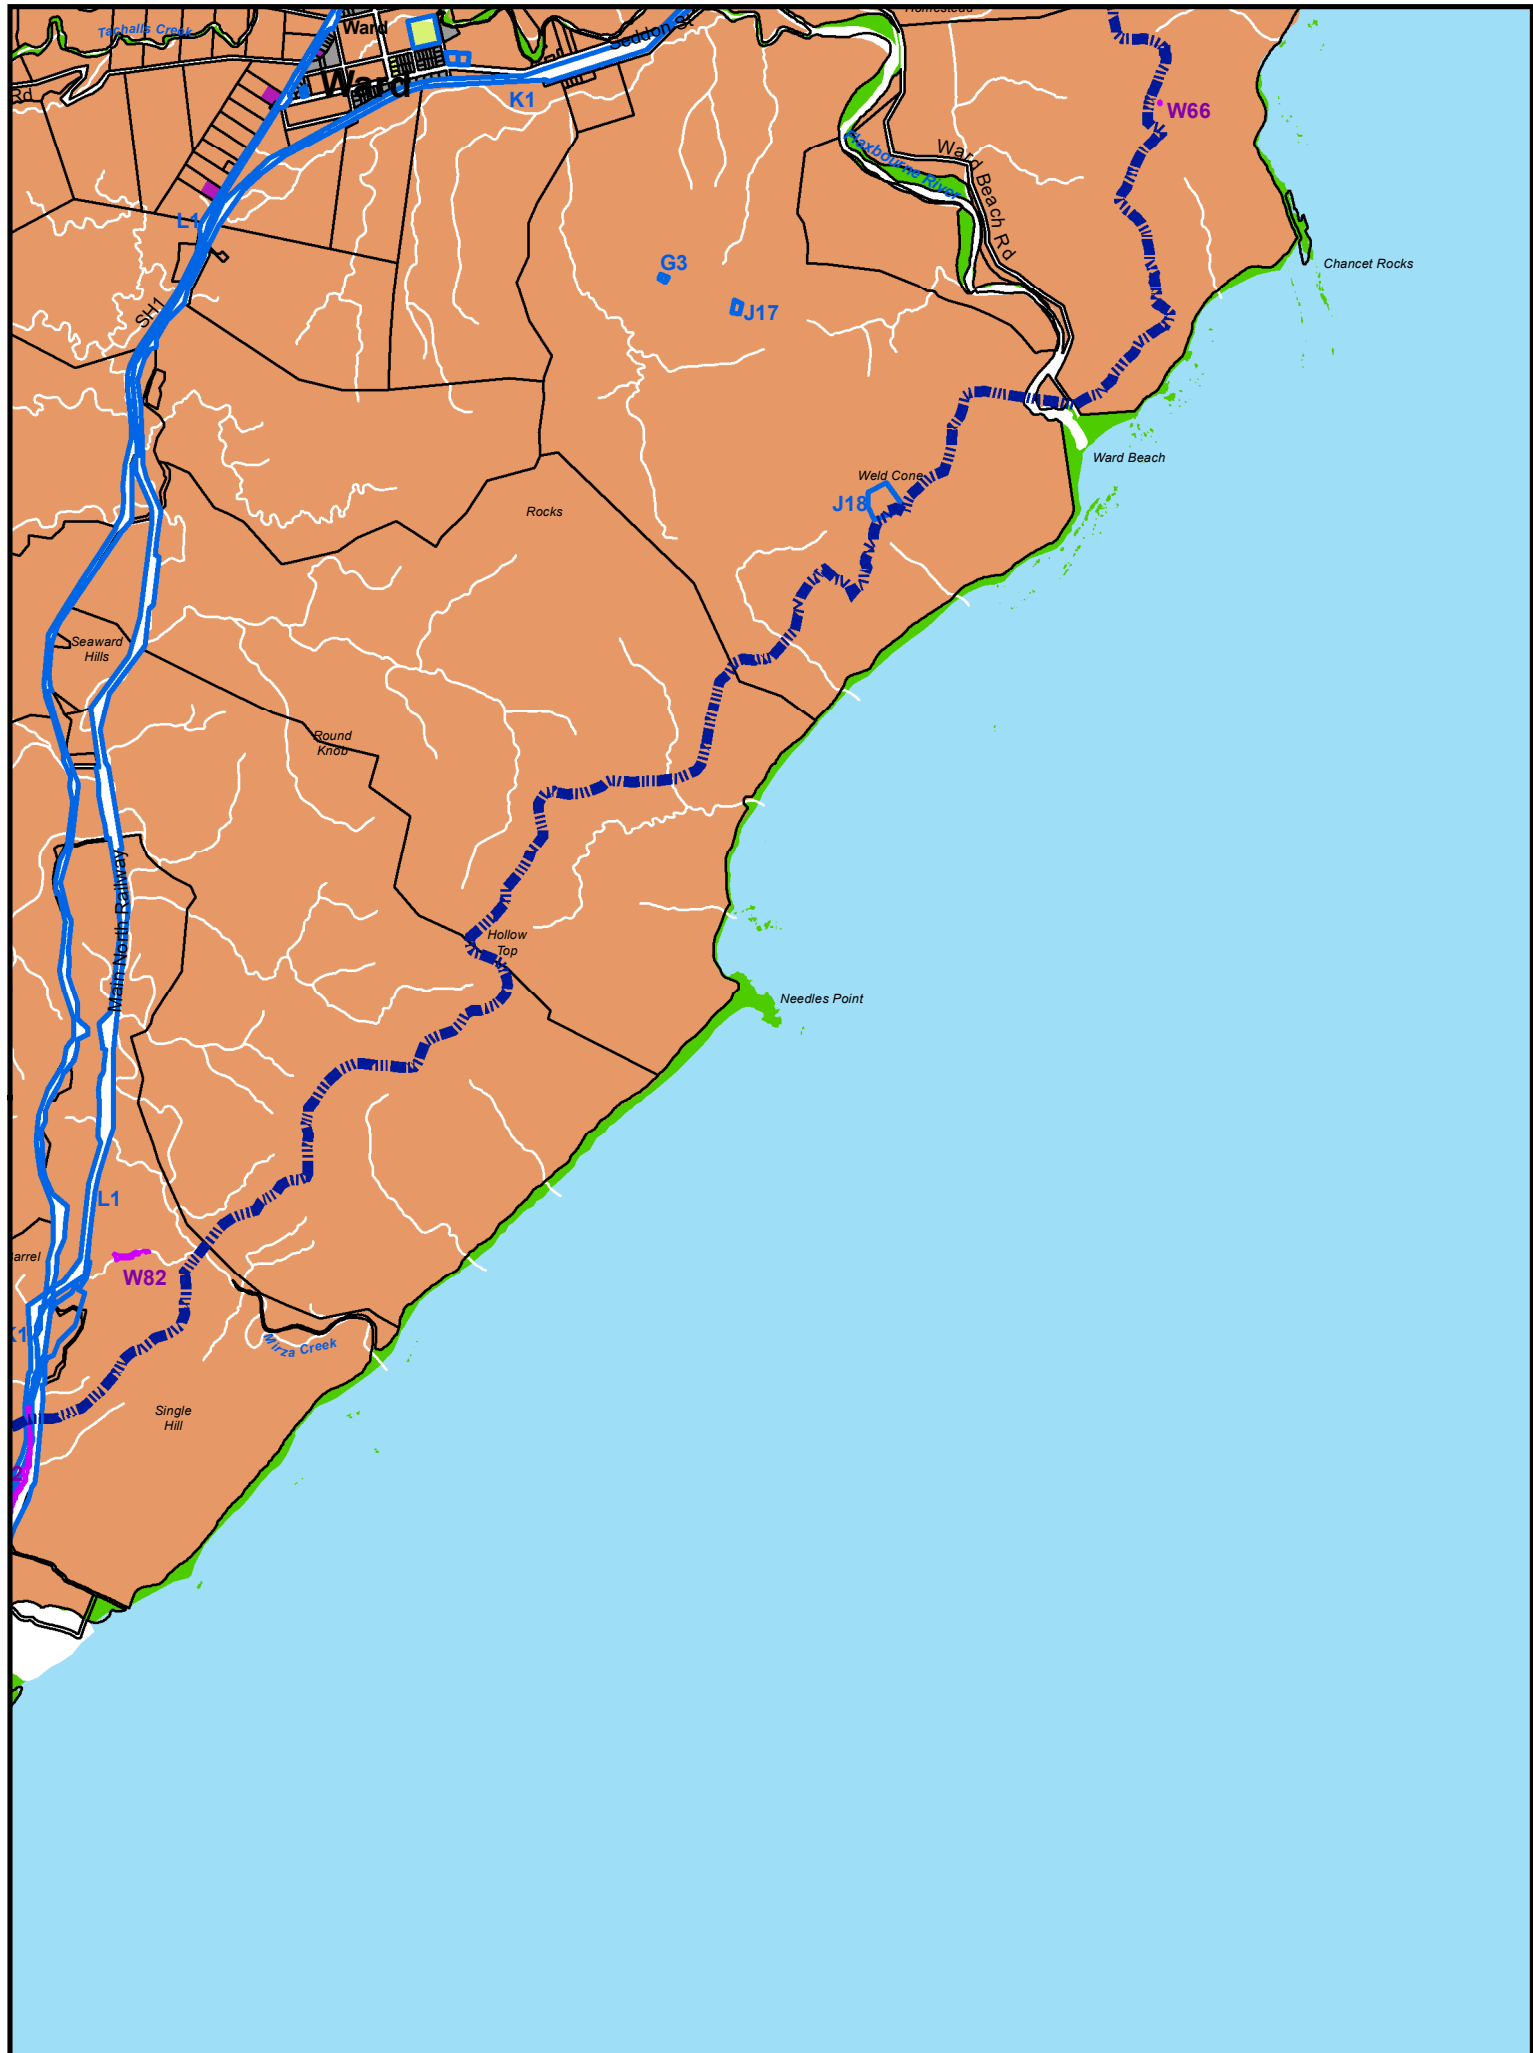 Tachalls Creek
Ward
Seddon St
Homestead
Rd
Ward
K1
W66
Flaxbourne River
Ward Beach Rd
L1
G3
Chancet Rocks
SH1
J17
Ward Beach
Weld Cone
J18
Rocks
Seaward
Hills
Round
Knob
Main North Railway
Hollow
Top
Needles Point
L1
arrel
W82
K1
Mirza Creek
Single
Hill
2